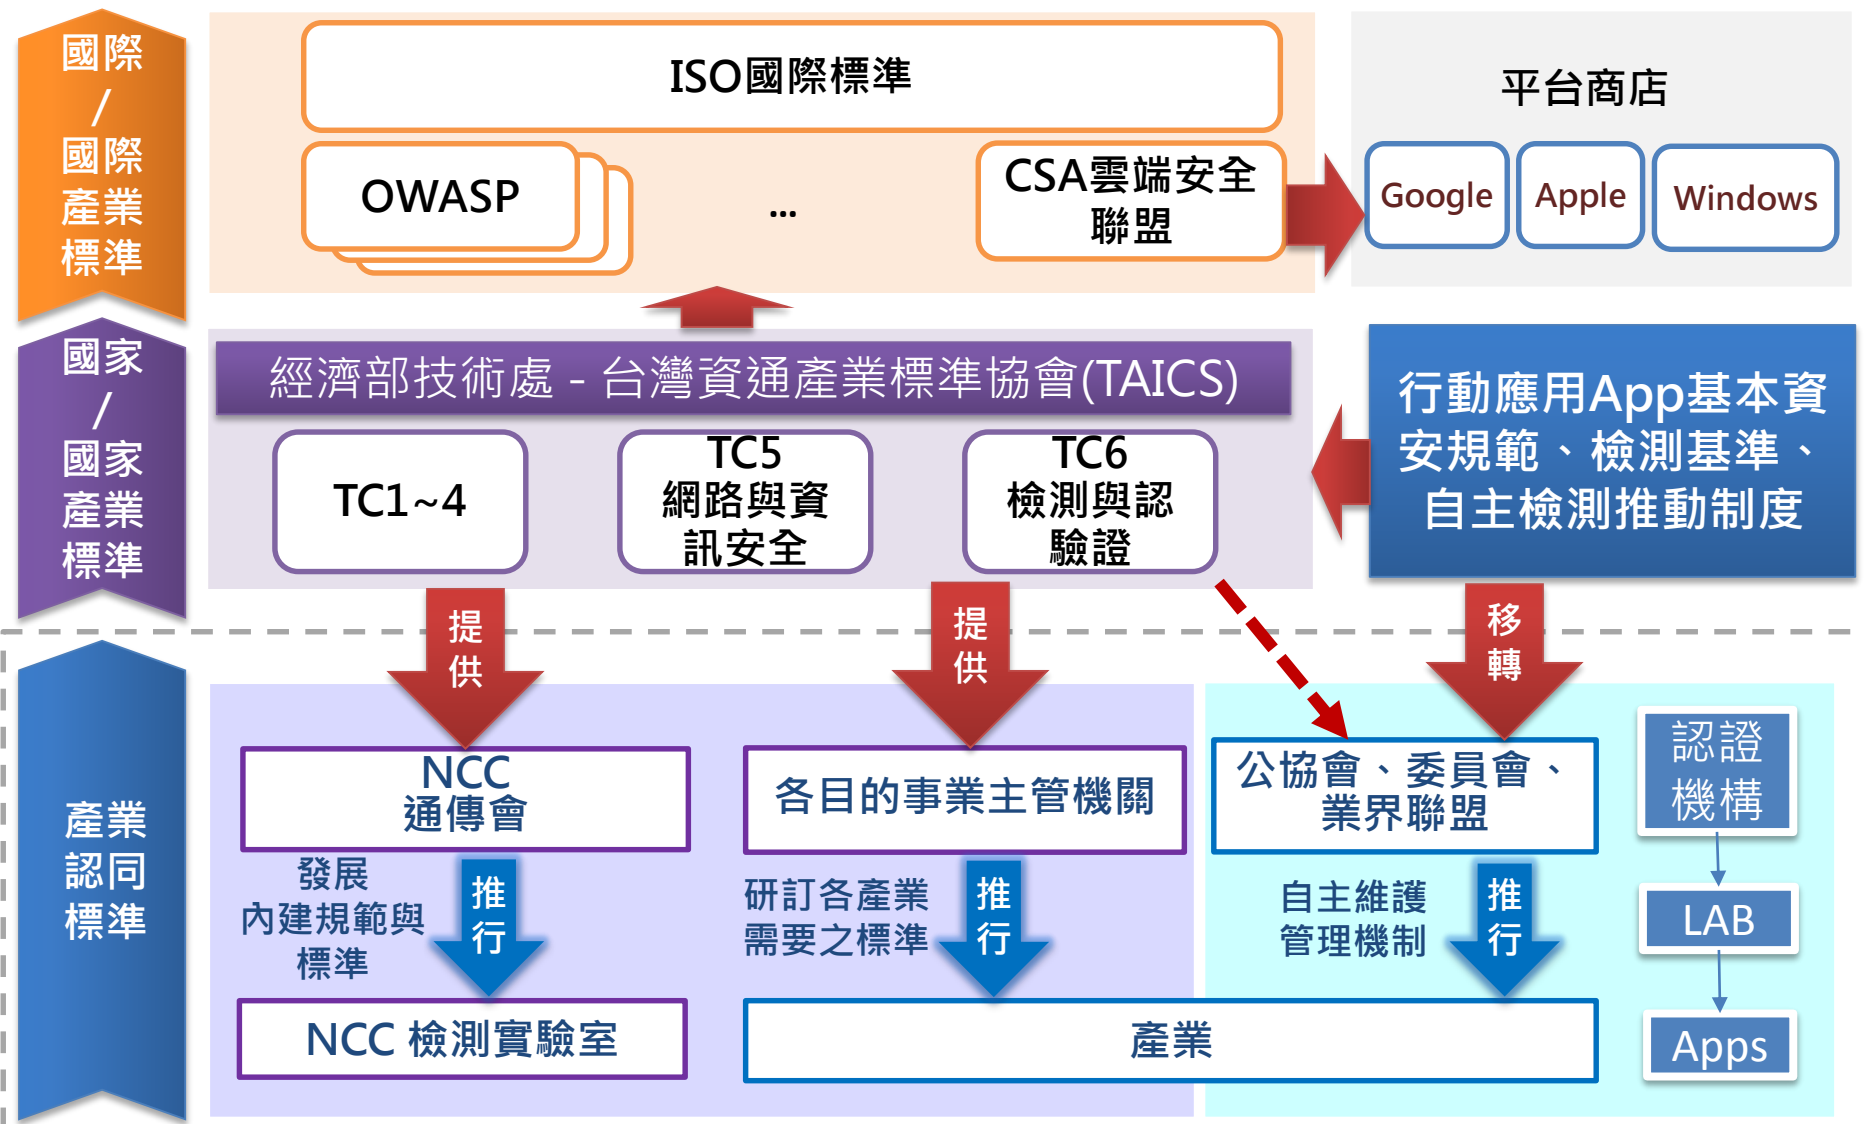 國際
/
國際
產業
標準
ISO國際標準
OWASP
...
CSA雲端安全
聯盟
平台商店
Google
Apple
Windows
國家
/
國家
產業
標準
經濟部技術處 - 台灣資通產業標準協會(TAICS)
TC1~4
TC5
網路與資
訊安全
TC6
檢測與認
驗證
行動應用App基本資
安規範、檢測基準、
自主檢測推動制度
提
供
提
供
移
轉
產業
認同
標準
NCC
通傳會
各目的事業主管機關
公協會、委員會、
業界聯盟
認證
機構
發展
內建規範與
標準
推
行
研訂各產業
需要之標準
推
行
自主維護
管理機制
推
行
LAB
NCC 檢測實驗室
產業
Apps